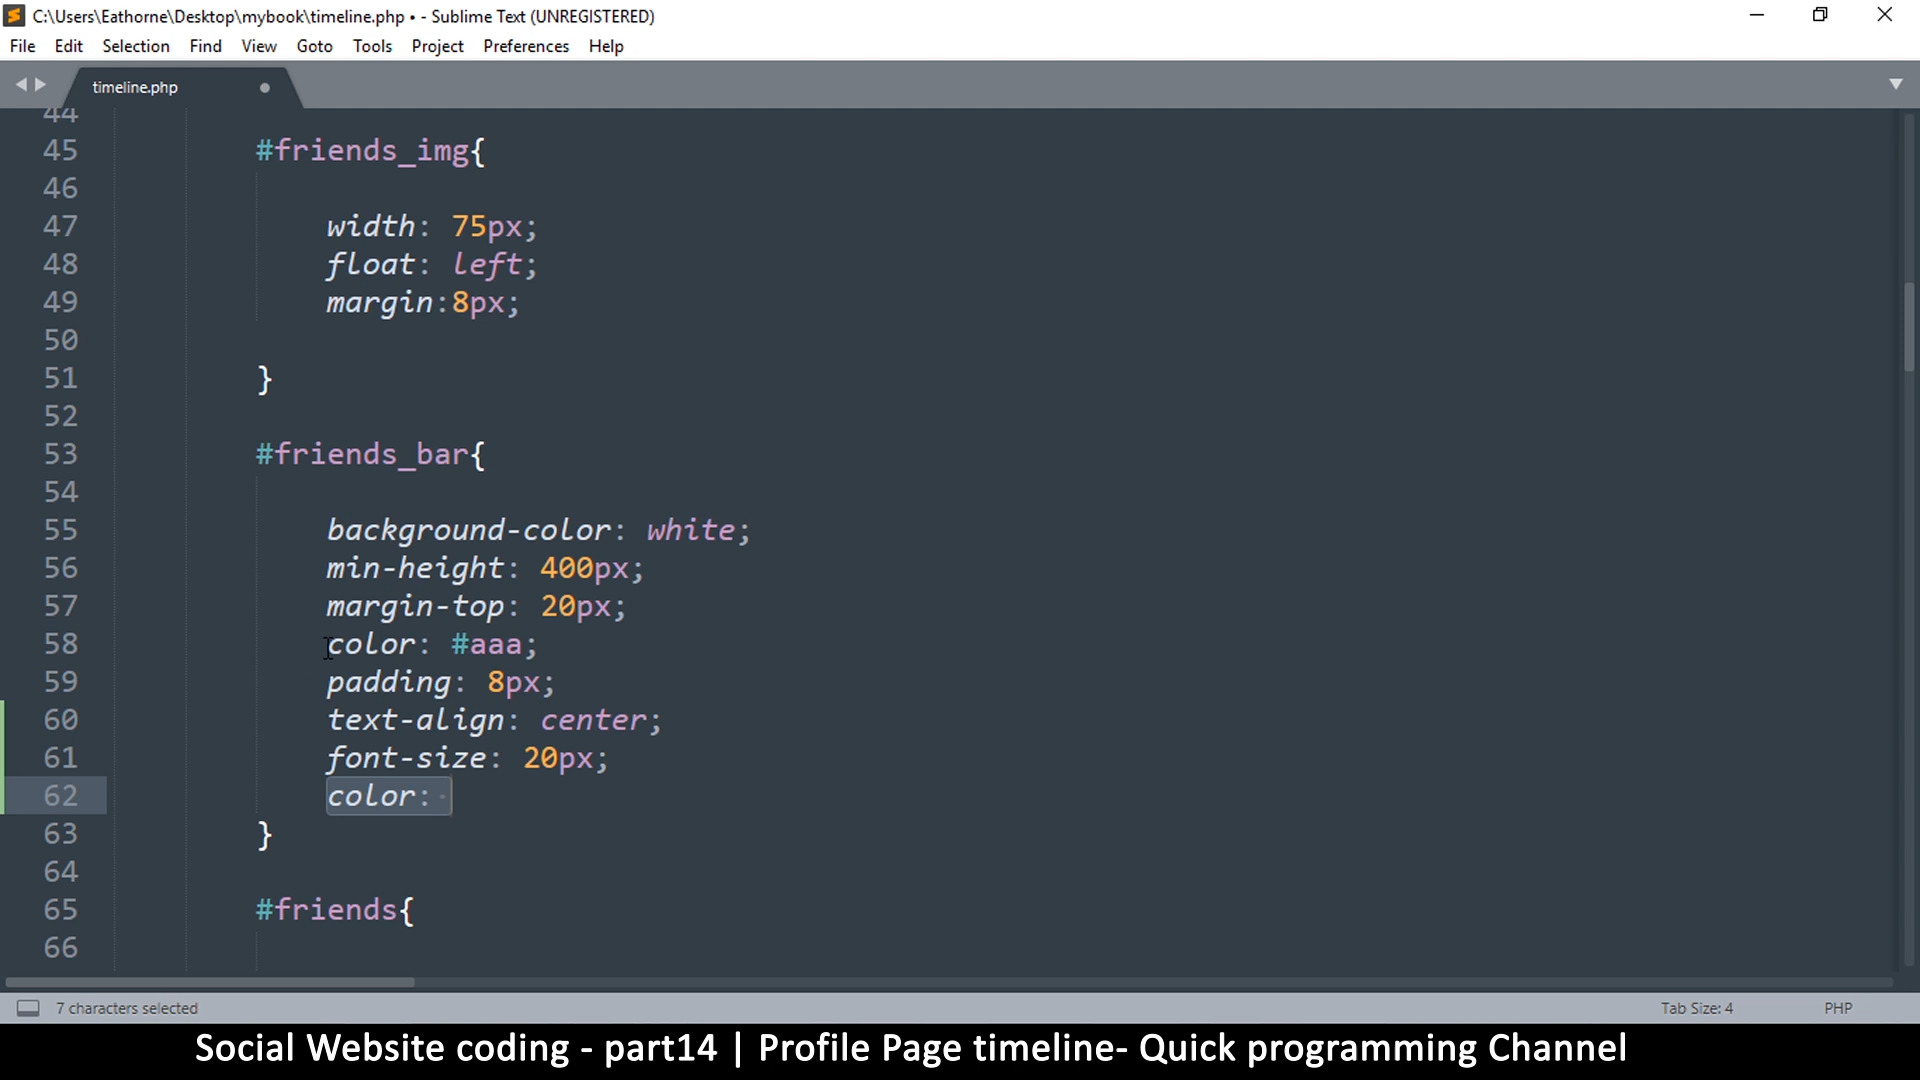 C:\Users\Eathorne\Desktop\mybook\timeline.php • - Sublime Text (UNREGISTERED)
File Edit Selection Find View Goto Tools Project Preferences Help
timeline.php
44
45 #friends_img{
46
47 width: 75px;
48 float: left;
49 margin:8px;
50
51 }
52
53 #friends_bar{
54
55 background-color: white;
56 min-height: 400px;
57 margin-top: 20px;
58 color: #aaa;
59 padding: 8px;
60 text-align: center;
61 font-size: 20px;
62 color:
63 }
64
65 #friends{
66
7 characters selected Tab Size: 4 PHP
Social Website coding - part14 | Profile Page timeline- Quick programming Channel